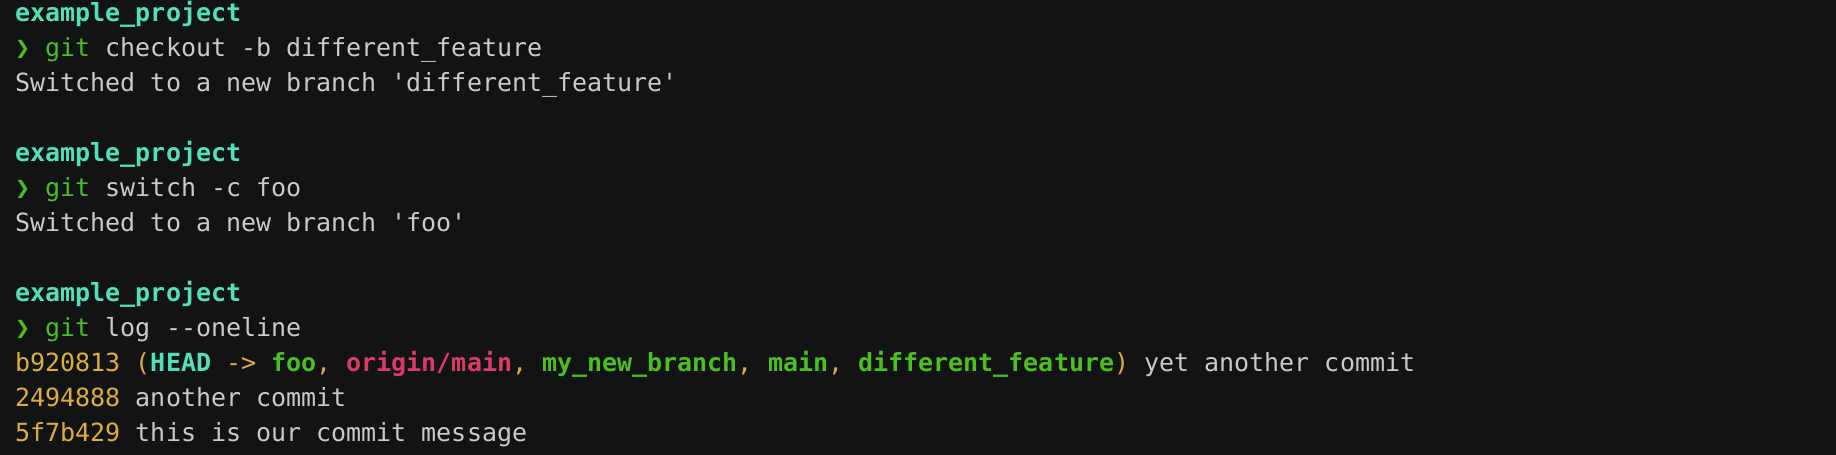 example_project
❯ git checkout -b different_feature
Switched to a new branch 'different_feature'
example_project
❯ git switch -c foo
Switched to a new branch 'foo'
example_project
❯ git log --oneline
b920813 (HEAD -> foo, origin/main, my_new_branch, main, different_feature) yet another commit
2494888 another commit
5f7b429 this is our commit message